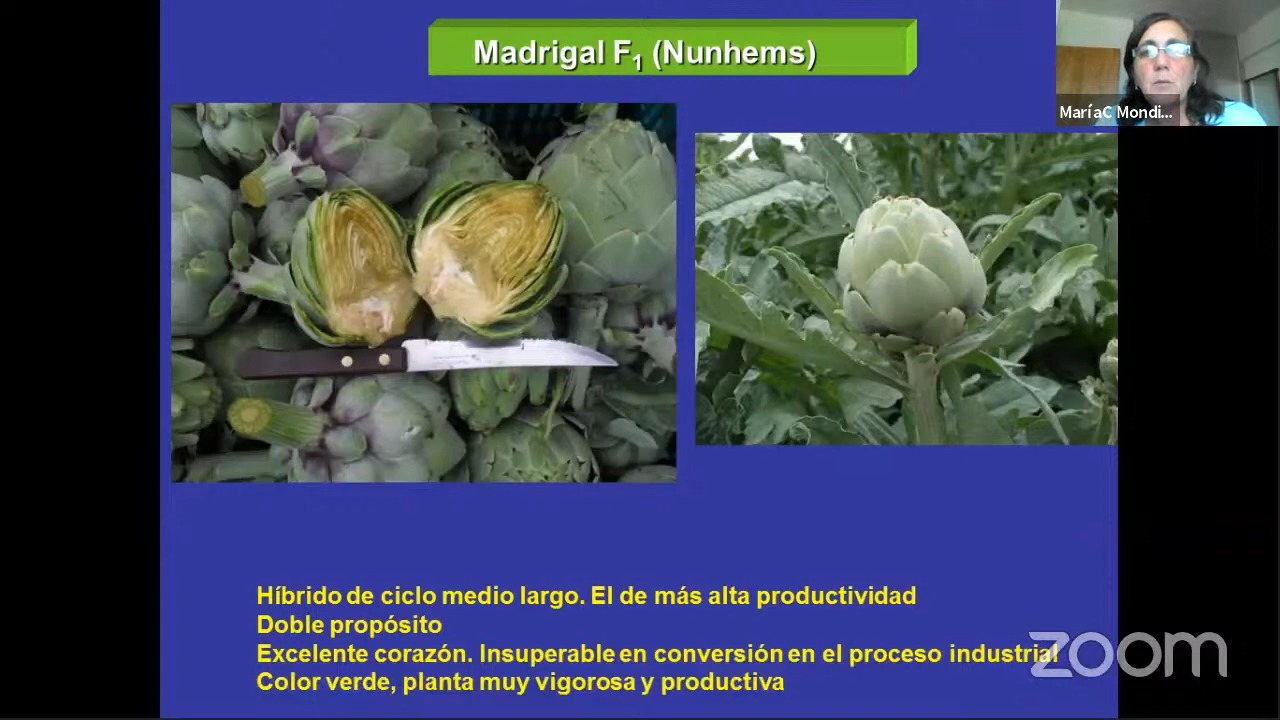 Madrigal F₁ (Nunhems)
MaríaC Mondi...
Híbrido de ciclo medio largo. El de más alta productividad
Doble propósito
Excelente corazón. Insuperable en conversión en el proceso industrial
Color verde, planta muy vigorosa y productiva
zoom